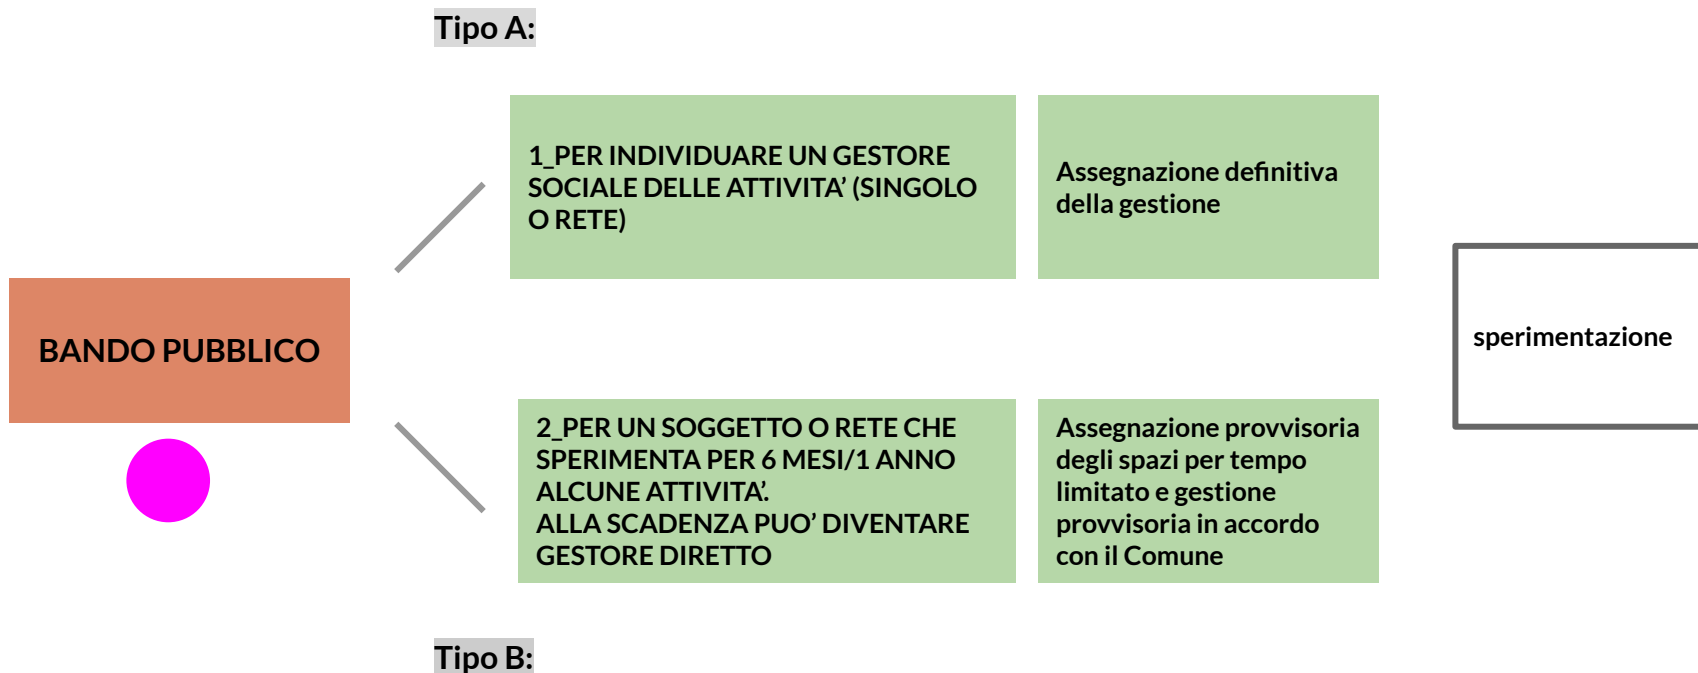 Tipo A:
1_PER INDIVIDUARE UN GESTORE
SOCIALE DELLE ATTIVITA’ (SINGOLO
O RETE)
Assegnazione definitiva
della gestione
BANDO PUBBLICO
sperimentazione
2_PER UN SOGGETTO O RETE CHE
SPERIMENTA PER 6 MESI/1 ANNO
ALCUNE ATTIVITA’.
ALLA SCADENZA PUO’ DIVENTARE
GESTORE DIRETTO
Assegnazione provvisoria
degli spazi per tempo
limitato e gestione
provvisoria in accordo
con il Comune
Tipo B: